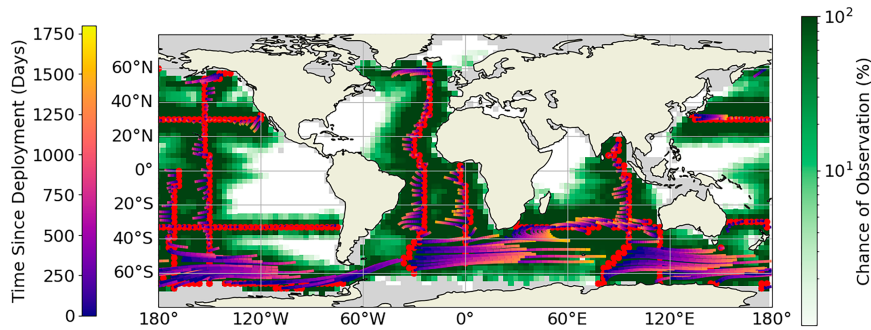 Time Since Deployment (Days)
1750
1500
1250
1000
750
500
250
0
60°N
40°N
20°N
0°
20°S
40°S
60°S
180°
120°W
60°W
0°
60°E
120°E
180°
10²
10¹
Chance of Observation (%)